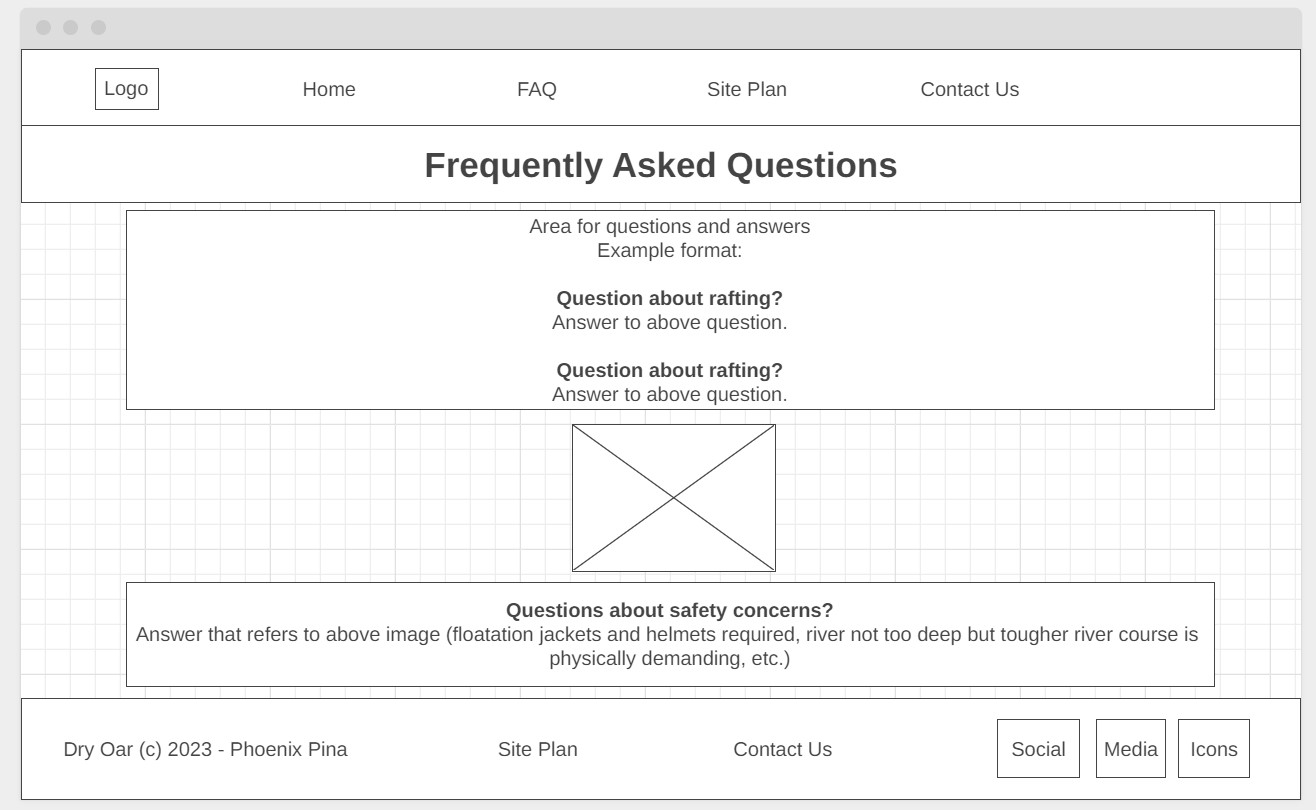 Logo Home FAQ Site Plan Contact Us
Frequently Asked Questions
Area for questions and answers
Example format:
Question about rafting?
Answer to above question.
Question about rafting?
Answer to above question.
Questions about safety concerns?
Answer that refers to above image (floatation jackets and helmets required, river not too deep but tougher river course is
physically demanding, etc.)
Dry Oar (c) 2023 - Phoenix Pina Site Plan Contact Us Social Media Icons